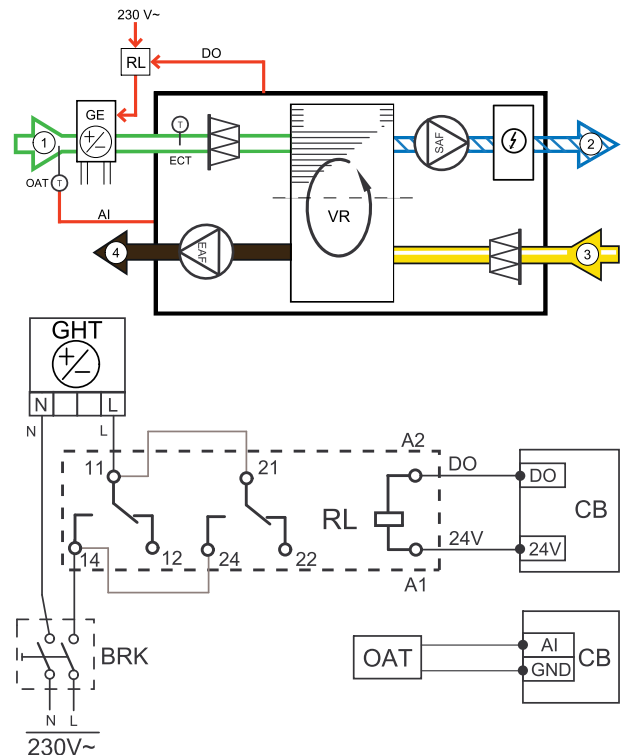 230 V~
RL
DO
GE
1
T
ECT
SAF
2
OAT
T
AI
VR
4
EAF
3
GHT
N
L
N
L
A2
11
21
DO
DO
RL
CB
24V
24V
14
12
24
22
A1
BRK
OAT
AI
GND
CB
N L
230V~